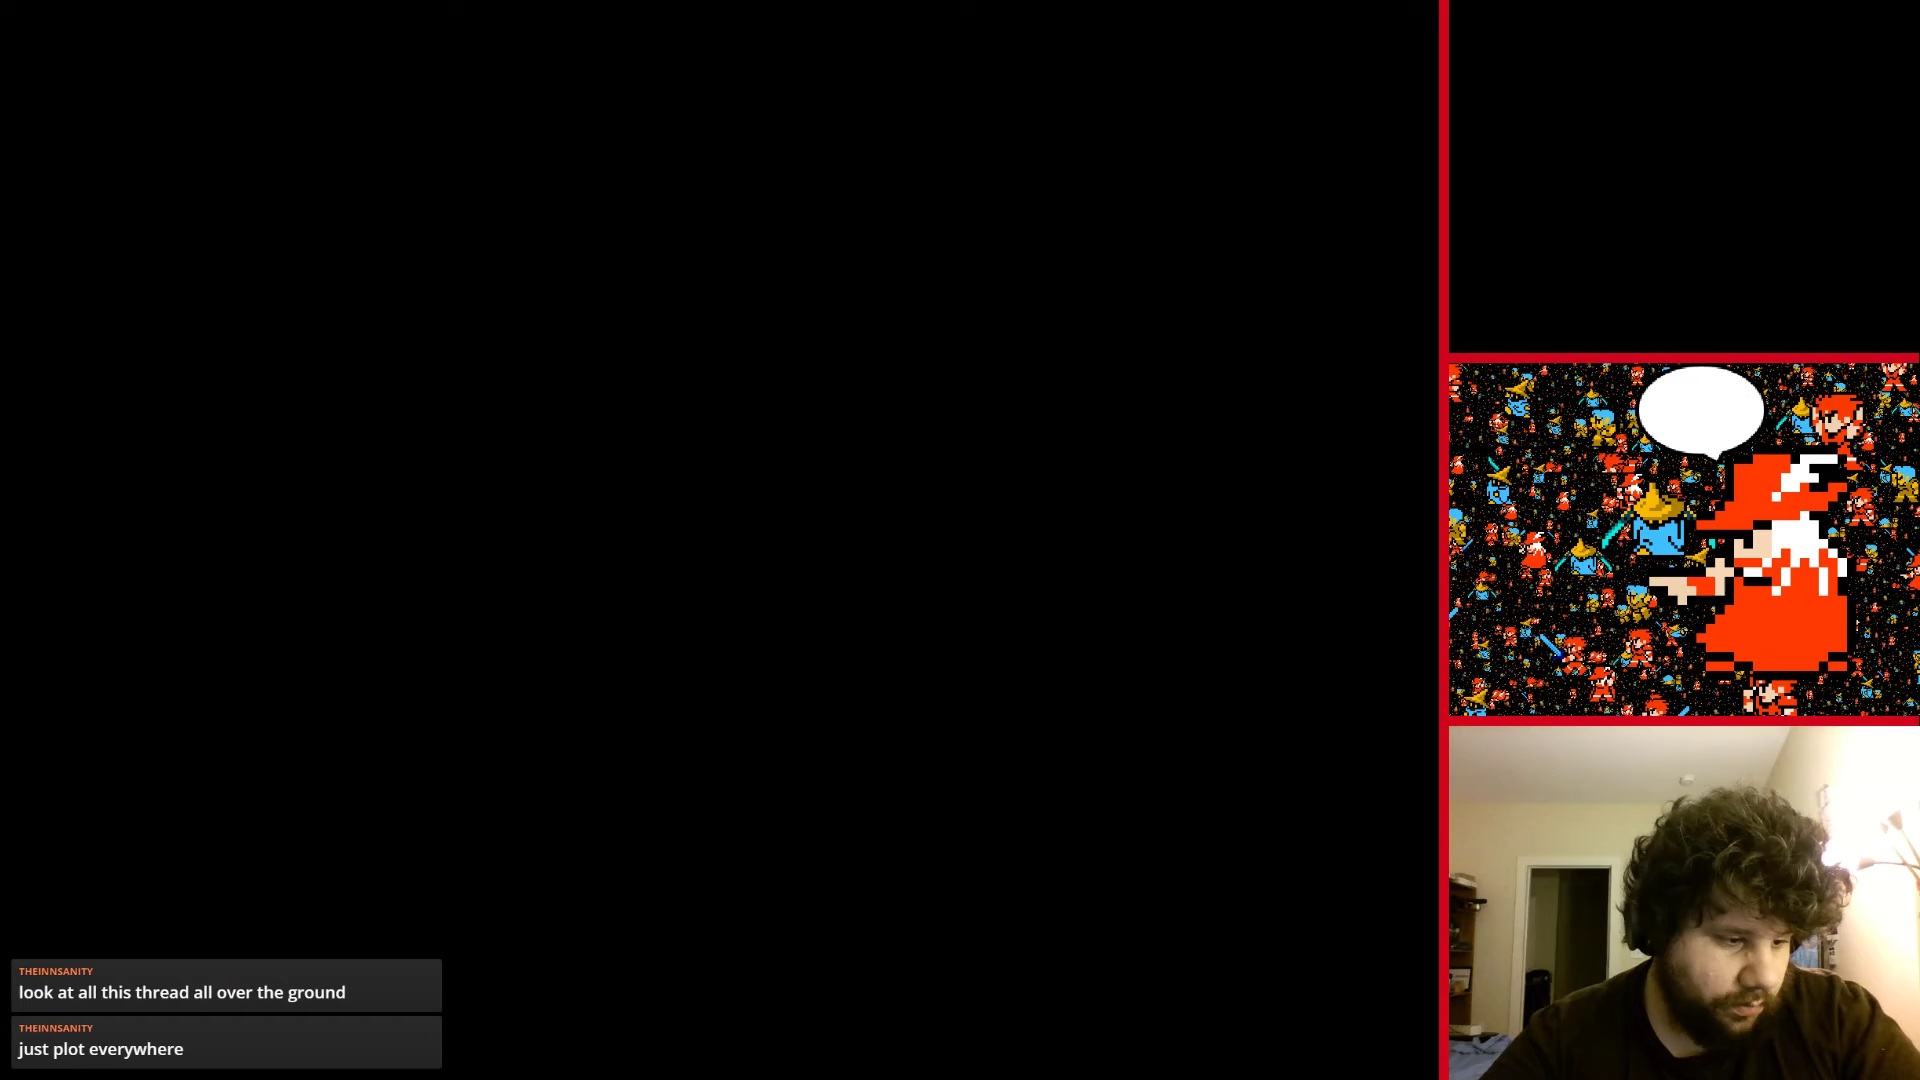 THEINNSANITY
look at all this thread all over the ground
THEINNSANITY
just plot everywhere